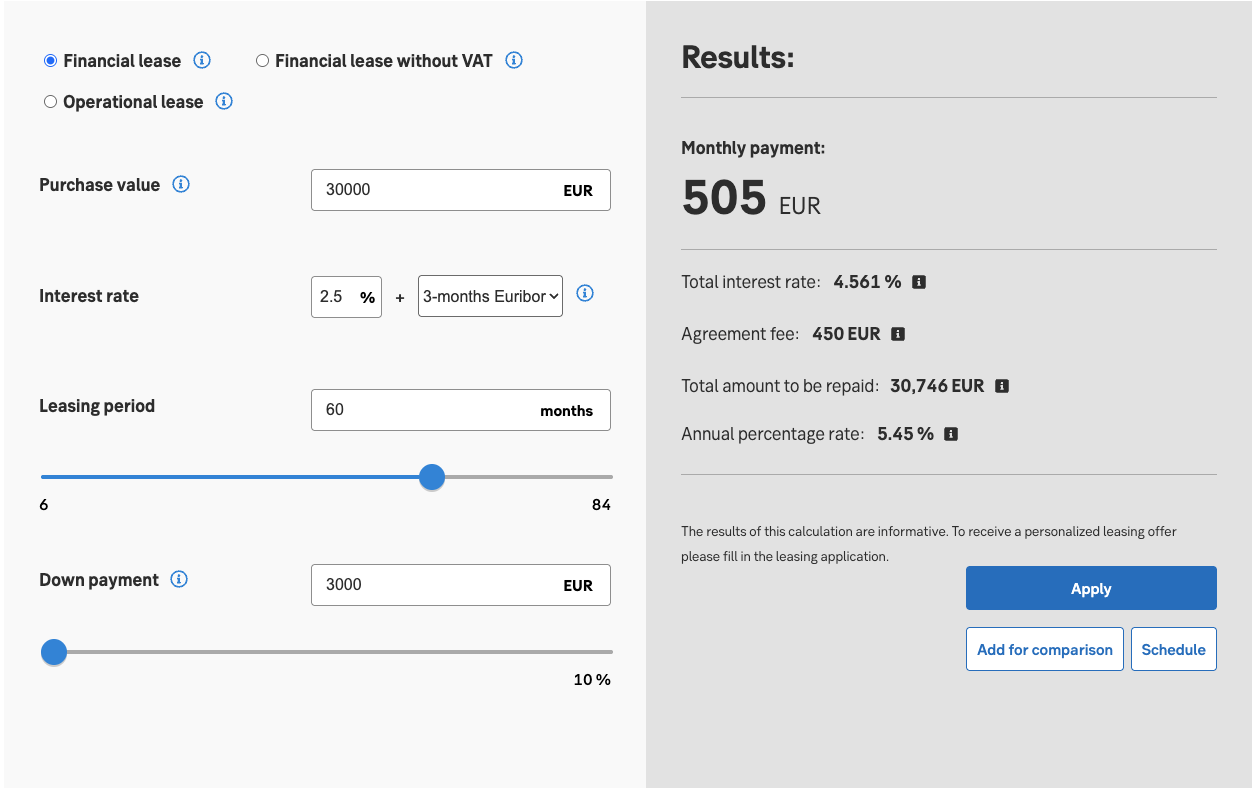 Financial lease
Financial lease without VAT
Operational lease
Purchase value
30000 EUR
Interest rate
2.5 % + 3-months Euribor
Leasing period
60 months
6
84
Down payment
3000 EUR
10 %
Results:
Monthly payment:
505 EUR
Total interest rate: 4.561 %
Agreement fee: 450 EUR
Total amount to be repaid: 30,746 EUR
Annual percentage rate: 5.45 %
The results of this calculation are informative. To receive a personalized leasing offer
please fill in the leasing application.
Apply
Add for comparison
Schedule